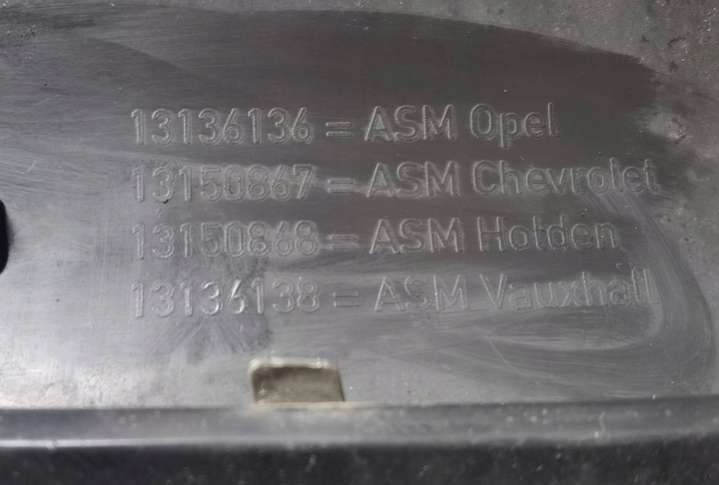 13136136 = ASM Opel
13150867 = ASM Chevrolet
13150868 = ASM Holden
13136138 = ASM Vauxhall